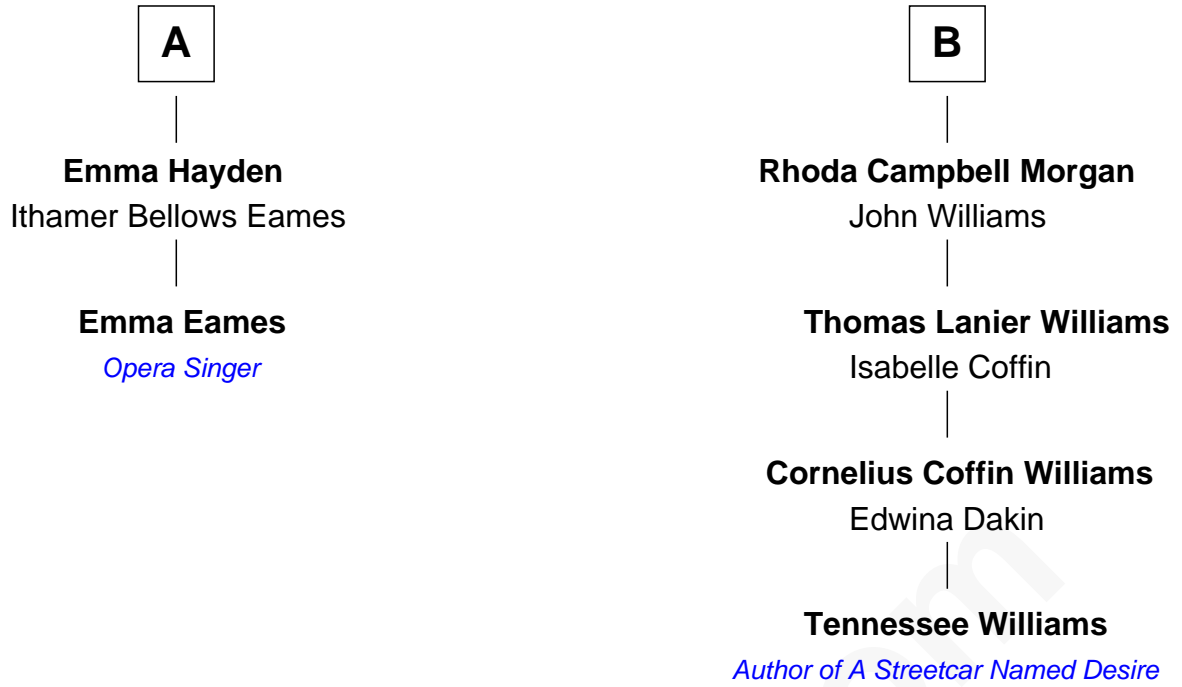 A
Emma Hayden
Ithamer Bellows Eames
Emma Eames
Opera Singer
B
Rhoda Campbell Morgan
John Williams
Thomas Lanier Williams
Isabelle Coffin
Cornelius Coffin Williams
Edwina Dakin
Tennessee Williams
Author of A Streetcar Named Desire